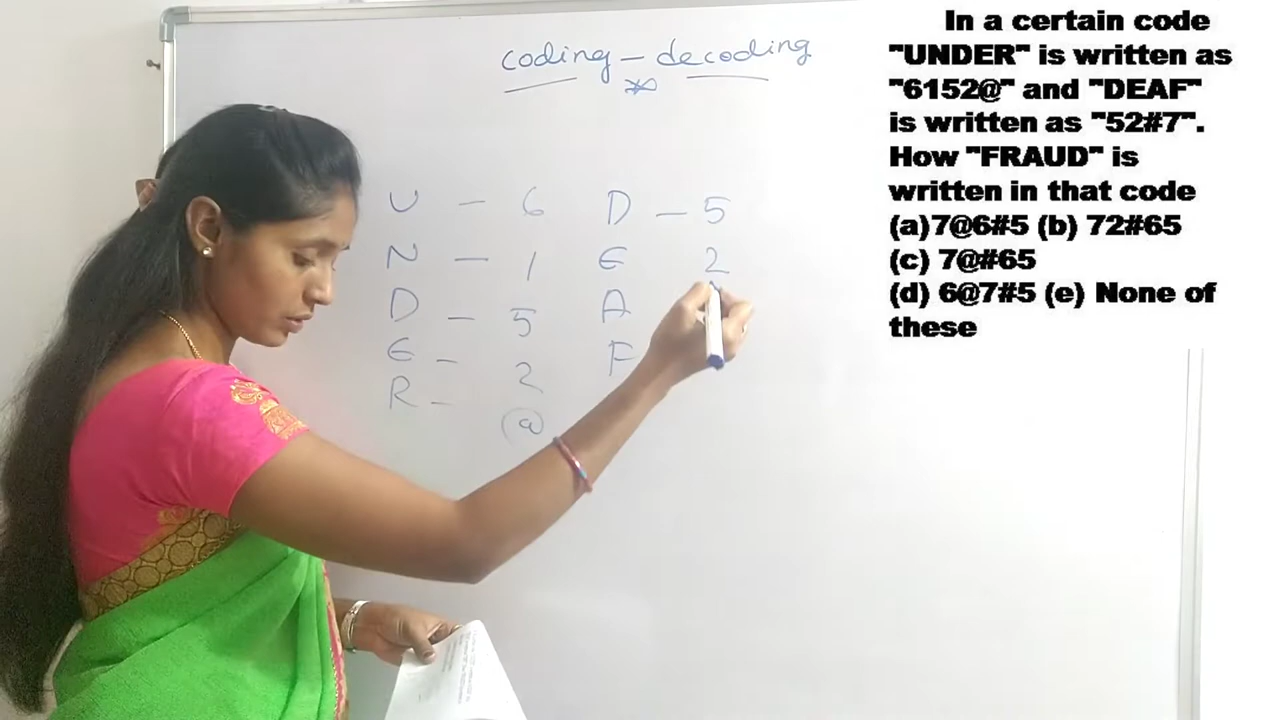 coding - decoding
U - 6 D - 5
N - 1 E 2
D - 5 A
E - 2 F
R - @
In a certain code
"UNDER" is written as
"6152@" and "DEAF"
is written as "52#7".
How "FRAUD" is
written in that code
(a)7@6#5 (b) 72#65
(c) 7@#65
(d) 6@7#5 (e) None of
these